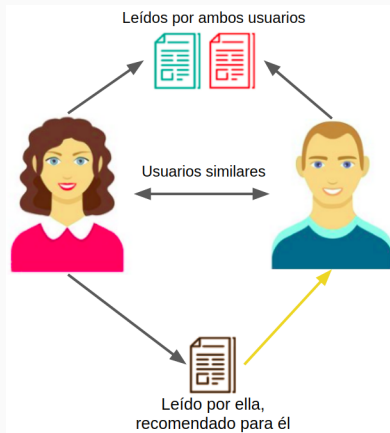 Leídos por ambos usuarios
Usuarios similares
Leído por ella,
recomendado para él